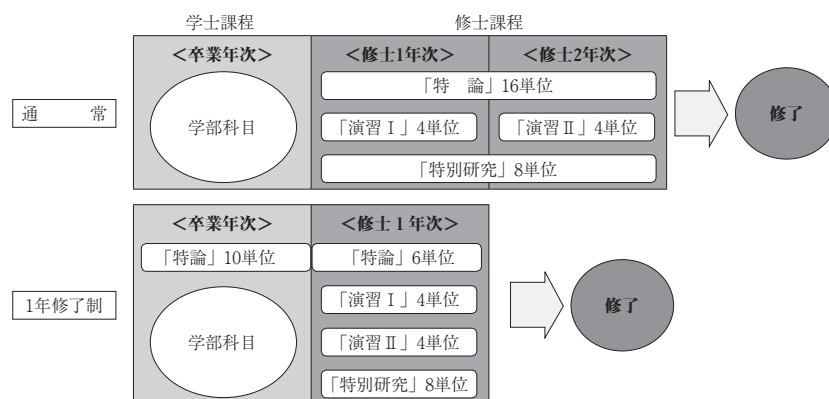 学士課程 修士課程
＜卒業年次＞ ＜修士1年次＞ ＜修士2年次＞
「特　論」16単位
通　　常
学部科目
「演習Ⅰ」4単位 「演習Ⅱ」4単位
修了
「特別研究」8単位
＜卒業年次＞ ＜修士１年次＞
「特論」10単位 「特論」6単位
1年修了制
学部科目
「演習Ⅰ」4単位
修了
「演習Ⅱ」4単位
「特別研究」8単位